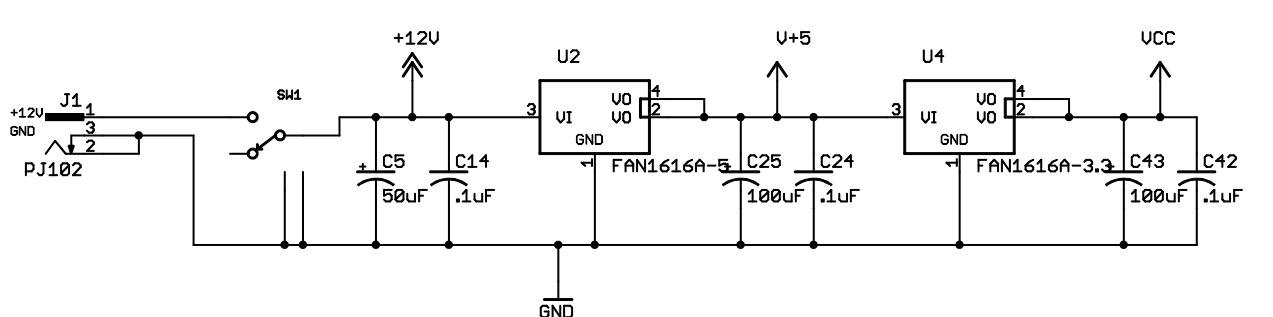 +12V
V+5
VCC
U2
U4
J1
SW1
+12V
1
GND
3
2
PJ102
3
VI
VO
4
VO
2
GND
1
FAN1616A-5
3
VI
VO
4
VO
2
GND
1
FAN1616A-3.3
+
C5
50uF
C14
.1uF
+
C25
100uF
C24
.1uF
+
C43
100uF
C42
.1uF
GND